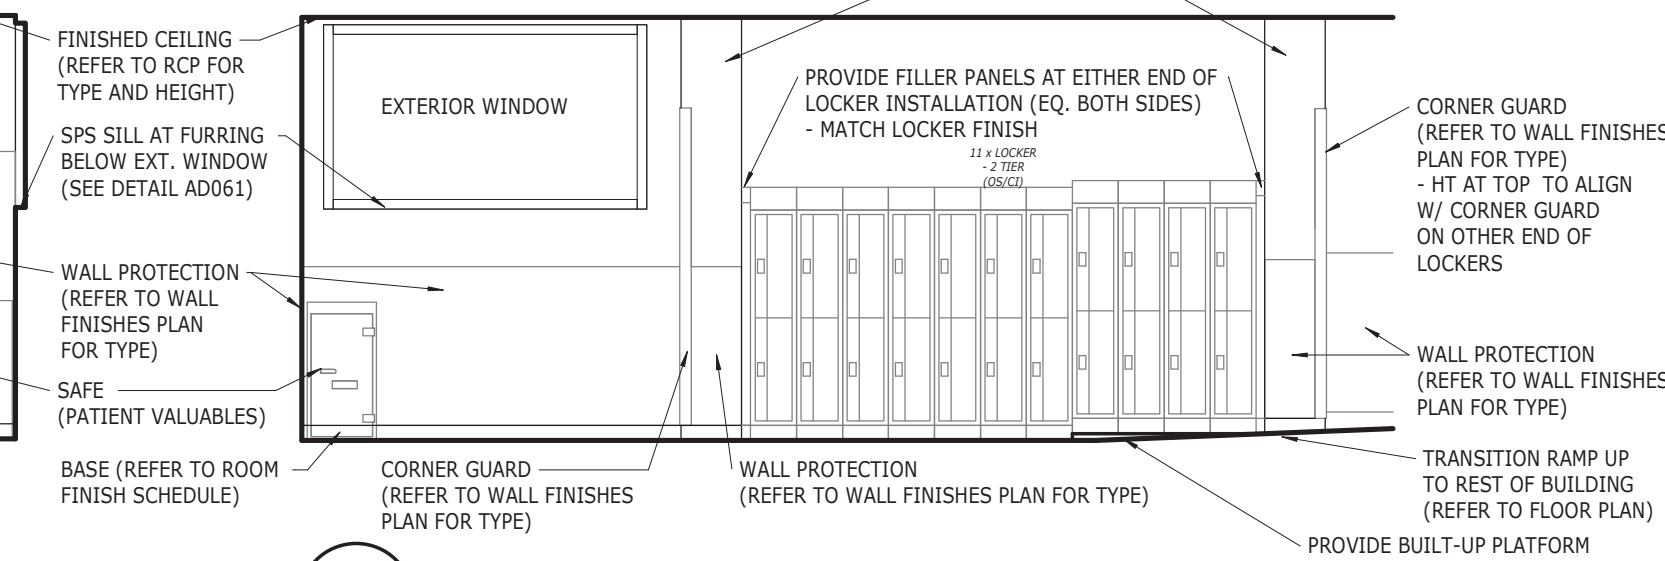 FINISHED CEILING
(REFER TO RCP FOR
TYPE AND HEIGHT)
SPS SILL AT FURRING
BELOW EXT. WINDOW
(SEE DETAIL AD061)
WALL PROTECTION
(REFER TO WALL
FINISHES PLAN
FOR TYPE)
SAFE
(PATIENT VALUABLES)
BASE (REFER TO ROOM
FINISH SCHEDULE)
EXTERIOR WINDOW
CORNER GUARD
(REFER TO WALL FINISHES
PLAN FOR TYPE)
PROVIDE FILLER PANELS AT EITHER END OF
LOCKER INSTALLATION (EQ. BOTH SIDES)
- MATCH LOCKER FINISH
11 x LOCKER
- 2 TIER
(OS/CI)
WALL PROTECTION
(REFER TO WALL FINISHES PLAN FOR TYPE)
CORNER GUARD
(REFER TO WALL FINISHES
PLAN FOR TYPE)
- HT AT TOP TO ALIGN
W/ CORNER GUARD
ON OTHER END OF
LOCKERS
WALL PROTECTION
(REFER TO WALL FINISHES
PLAN FOR TYPE)
TRANSITION RAMP UP
TO REST OF BUILDING
(REFER TO FLOOR PLAN)
PROVIDE BUILT-UP PLATFORM